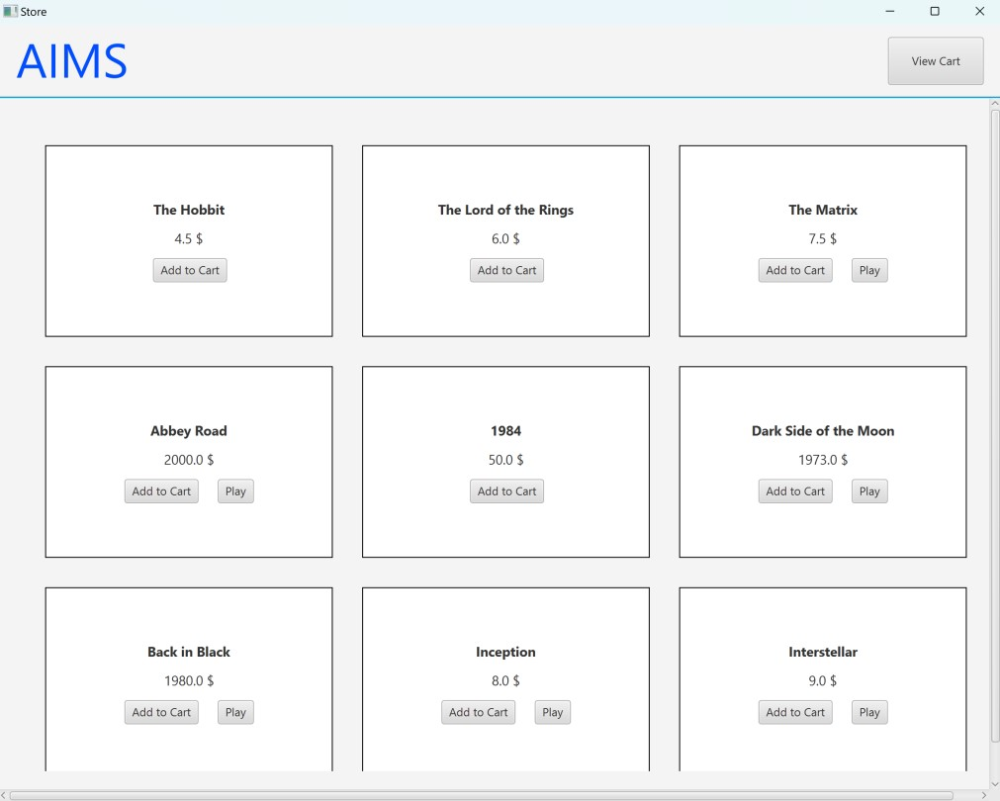 Store
AIMS
View Cart
The Hobbit
4.5 $
Add to Cart
The Lord of the Rings
6.0 $
Add to Cart
The Matrix
7.5 $
Add to Cart Play
Abbey Road
2000.0 $
Add to Cart Play
1984
50.0 $
Add to Cart
Dark Side of the Moon
1973.0 $
Add to Cart Play
Back in Black
1980.0 $
Add to Cart Play
Inception
8.0 $
Add to Cart Play
Interstellar
9.0 $
Add to Cart Play